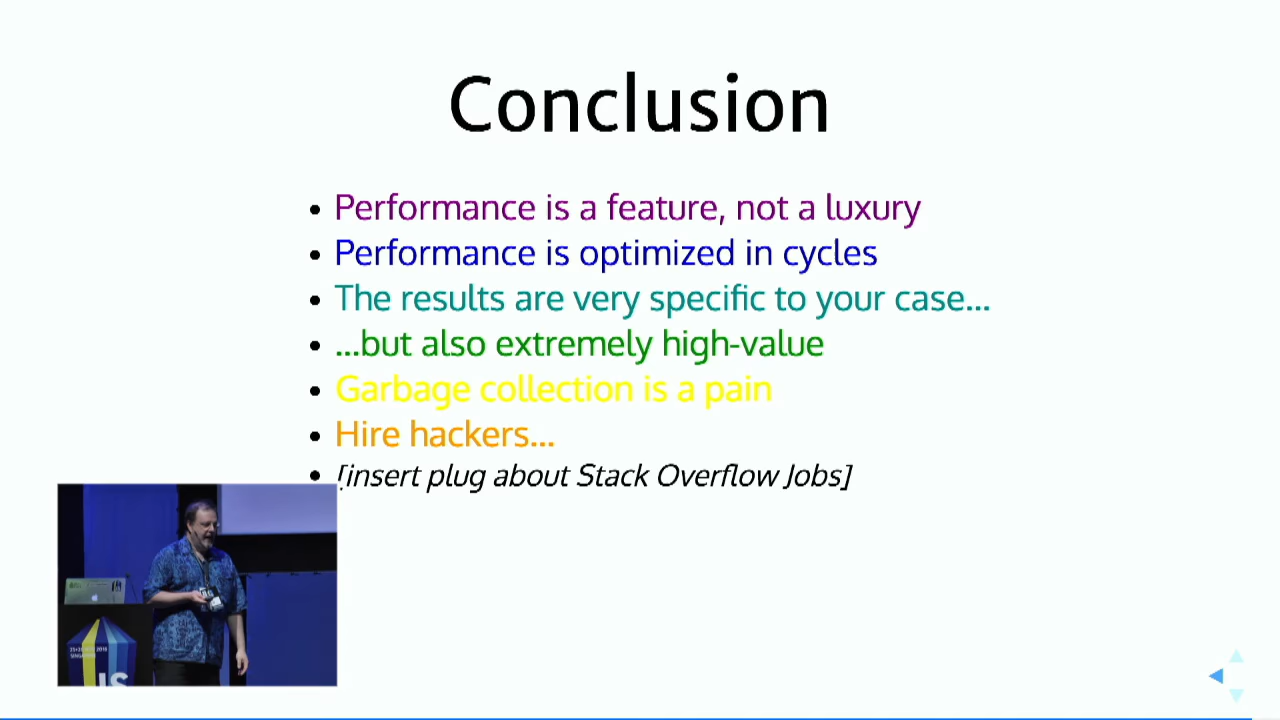 Conclusion
Performance is a feature, not a luxury
Performance is optimized in cycles
The results are very specific to your case...
...but also extremely high-value
Garbage collection is a pain
Hire hackers...
[insert plug about Stack Overflow Jobs]
JS